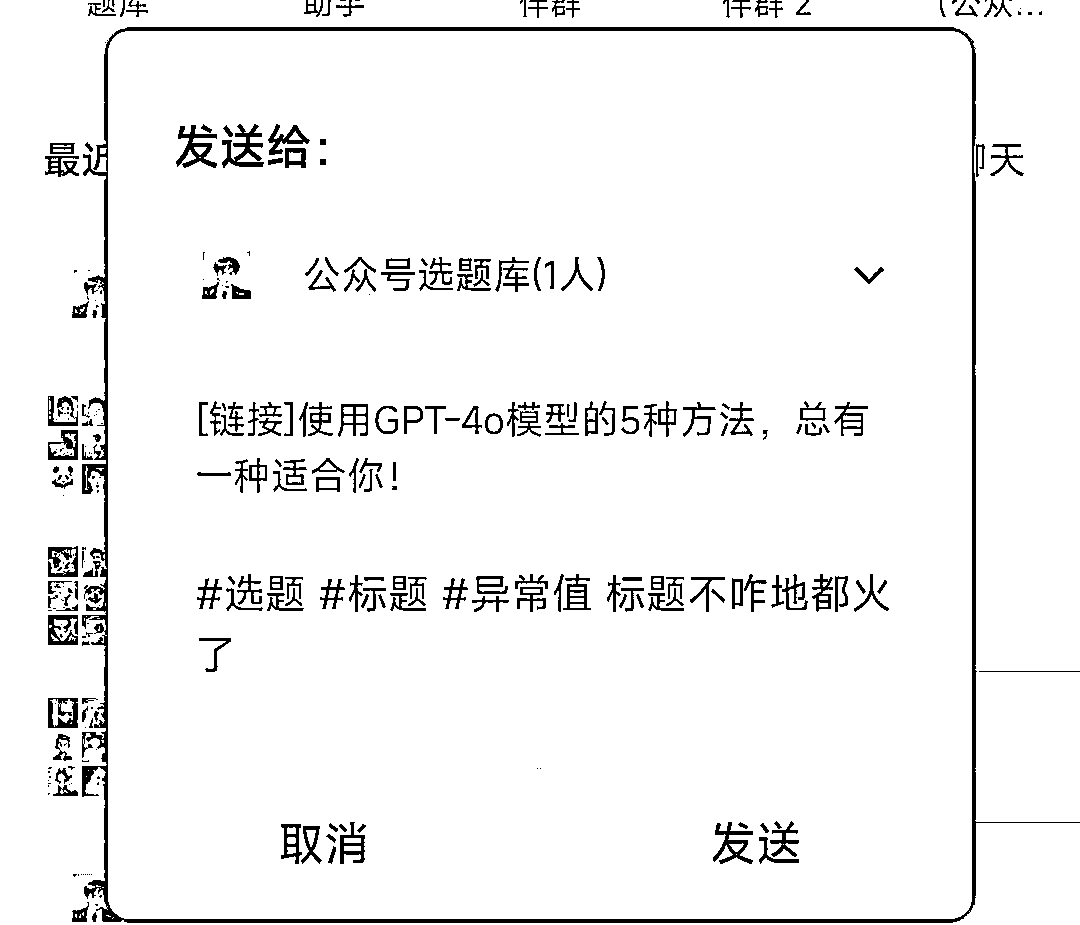 题库 助手 伴群 伴群 2 (公众...
发送给:
最近 聊天
公众号选题库(1人)
[链接]使用GPT-4o模型的5种方法，总有
一种适合你!
#选题 #标题 #异常值 标题不咋地都火
了
取消 发送